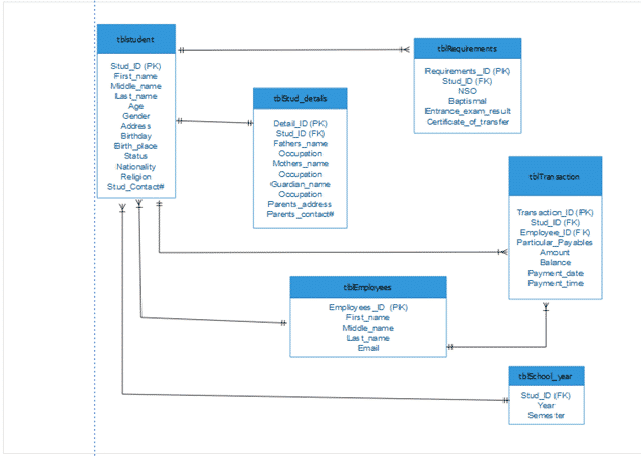 tblstudent
Stud_ID (PK)
First_name
Middle_name
Last_name
Age
Gender
Address
Birthday
Birth_place
Status
Nationality
Religion
Stud_Contact#
tblRequirements
Requirements_ID (PK)
Stud_ID (FK)
NSO
Baptismal
Entrance_exam_result
Certificate_of_transfer
tblStud_details
Detail_ID (PK)
Stud_ID (FK)
Fathers_name
Occupation
Mothers_name
Occupation
Guardian_name
Occupation
Parents_address
Parents_contact#
tblTransaction
Transaction_ID (PK)
Stud_ID (FK)
Employee_ID (FK)
Particular_Payables
Amount
Balance
Payment_date
Payment_time
tblEmployees
Employees_ID (PK)
First_name
Middle_name
Last_name
Email
tblSchool_year
Stud_ID (FK)
Year
Semester